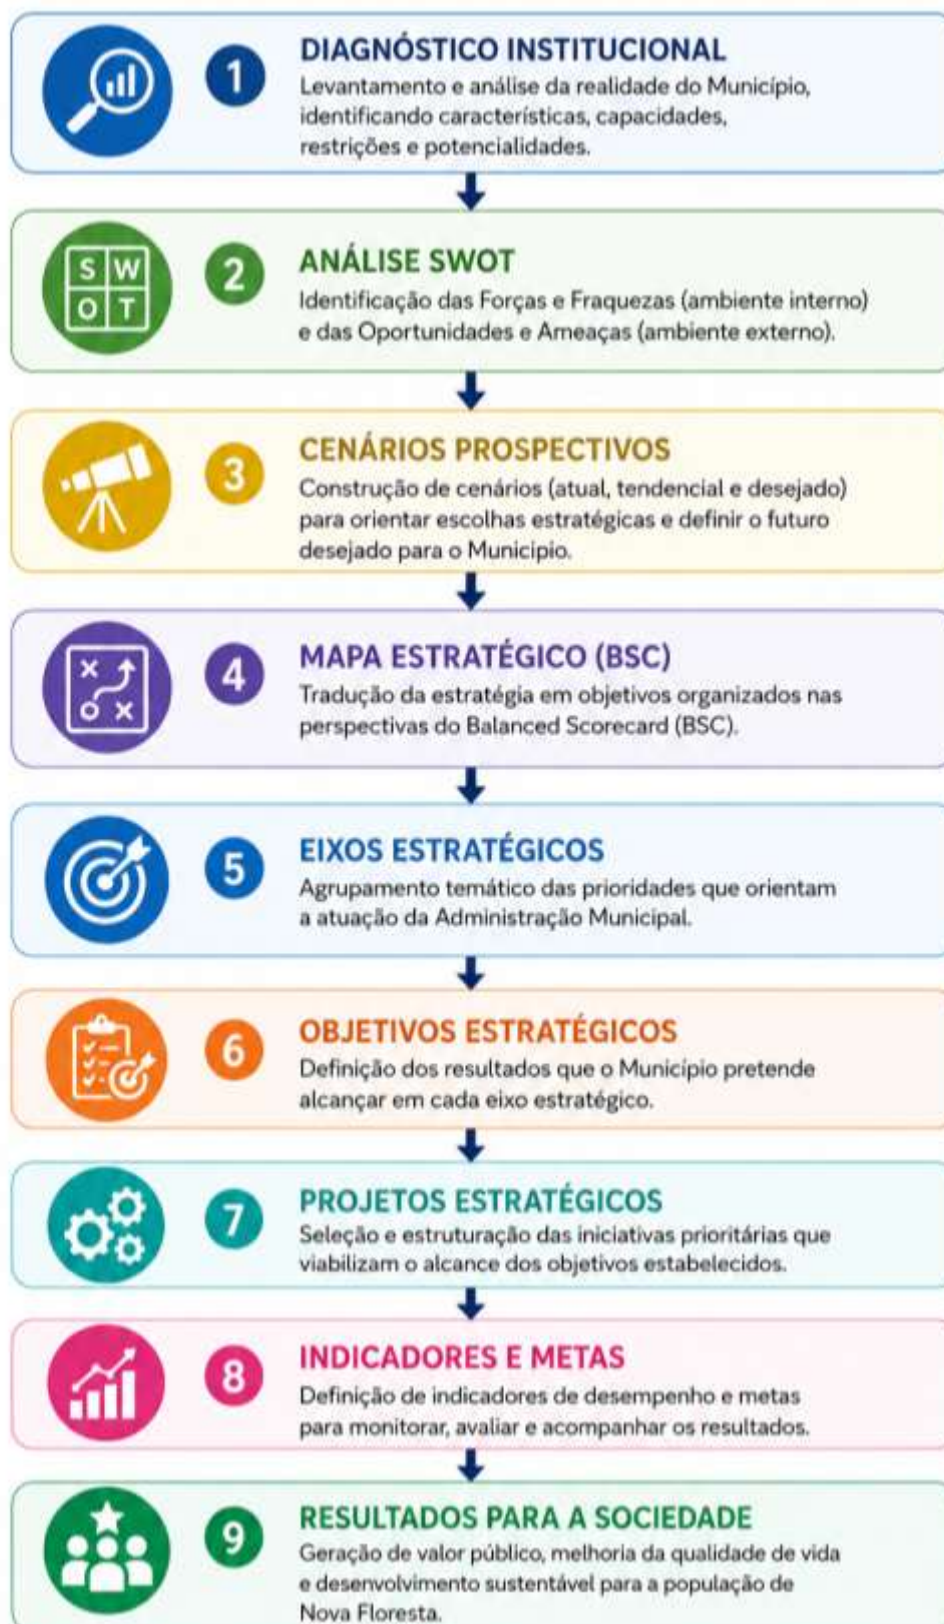 1
DIAGNÓSTICO INSTITUCIONAL
Levantamento e análise da realidade do Município,
identificando características, capacidades,
restrições e potencialidades.
S W
O T
2
ANÁLISE SWOT
Identificação das Forças e Fraquezas (ambiente interno)
e das Oportunidades e Ameaças (ambiente externo).
3
CENÁRIOS PROSPECTIVOS
Construção de cenários (atual, tendencial e desejado)
para orientar escolhas estratégicas e definir o futuro
desejado para o Município.
4
MAPA ESTRATÉGICO (BSC)
Tradução da estratégia em objetivos organizados nas
perspectivas do Balanced Scorecard (BSC).
5
EIXOS ESTRATÉGICOS
Agrupamento temático das prioridades que orientam
a atuação da Administração Municipal.
6
OBJETIVOS ESTRATÉGICOS
Definição dos resultados que o Município pretende
alcançar em cada eixo estratégico.
7
PROJETOS ESTRATÉGICOS
Seleção e estruturação das iniciativas prioritárias que
viabilizam o alcance dos objetivos estabelecidos.
8
INDICADORES E METAS
Definição de indicadores de desempenho e metas
para monitorar, avaliar e acompanhar os resultados.
9
RESULTADOS PARA A SOCIEDADE
Geração de valor público, melhoria da qualidade de vida
e desenvolvimento sustentável para a população de
Nova Floresta.